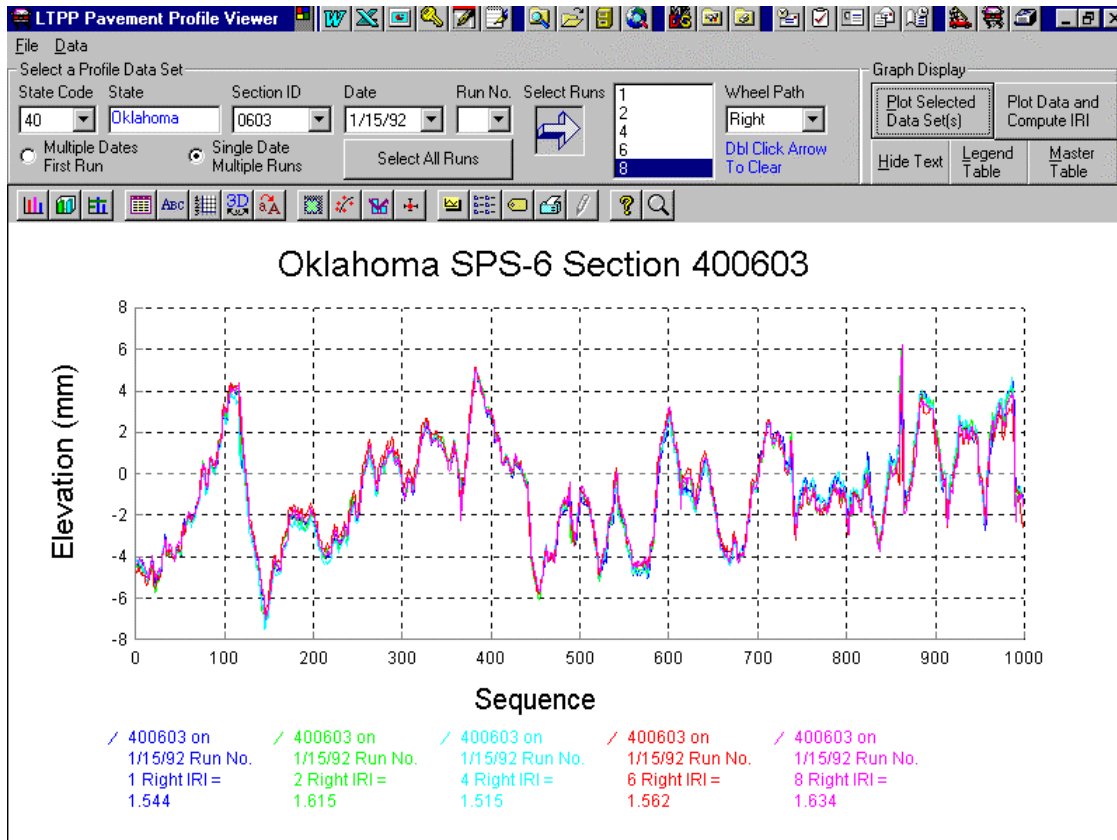 LTPP Pavement Profile Viewer
File Data
Select a Profile Data Set
Graph Display
State Code State Section ID Date Run No. Select Runs Wheel Path
40 Oklahoma 0603 1/15/92 Right
1
2
4
6
8
Multiple Dates
First Run
Single Date
Multiple Runs
Select All Runs
Dbl Click Arrow
To Clear
Plot Selected
Data Set(s)
Plot Data and
Compute IRI
Hide Text
Legend
Table
Master
Table
ABC 3D aA
Oklahoma SPS-6 Section 400603
Elevation (mm)
8
6
4
2
0
-2
-4
-6
-8
0 100 200 300 400 500 600 700 800 900 1000
Sequence
400603 on
1/15/92 Run No.
1 Right IRI =
1.544
400603 on
1/15/92 Run No.
2 Right IRI =
1.615
400603 on
1/15/92 Run No.
4 Right IRI =
1.515
400603 on
1/15/92 Run No.
6 Right IRI =
1.562
400603 on
1/15/92 Run No.
8 Right IRI =
1.634